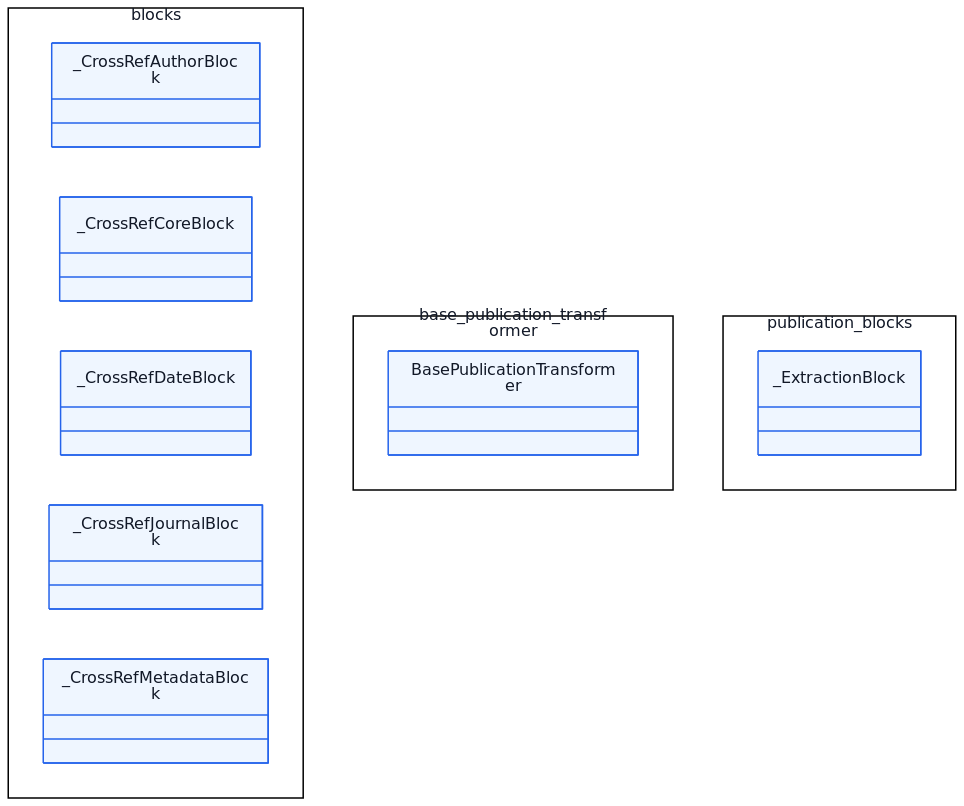 blocks
_CrossRefAuthorBloc
k
_CrossRefCoreBlock
_CrossRefDateBlock
_CrossRefJournalBloc
k
_CrossRefMetadataBloc
k
base_publication_transf
ormer
BasePublicationTransform
er
publication_blocks
_ExtractionBlock